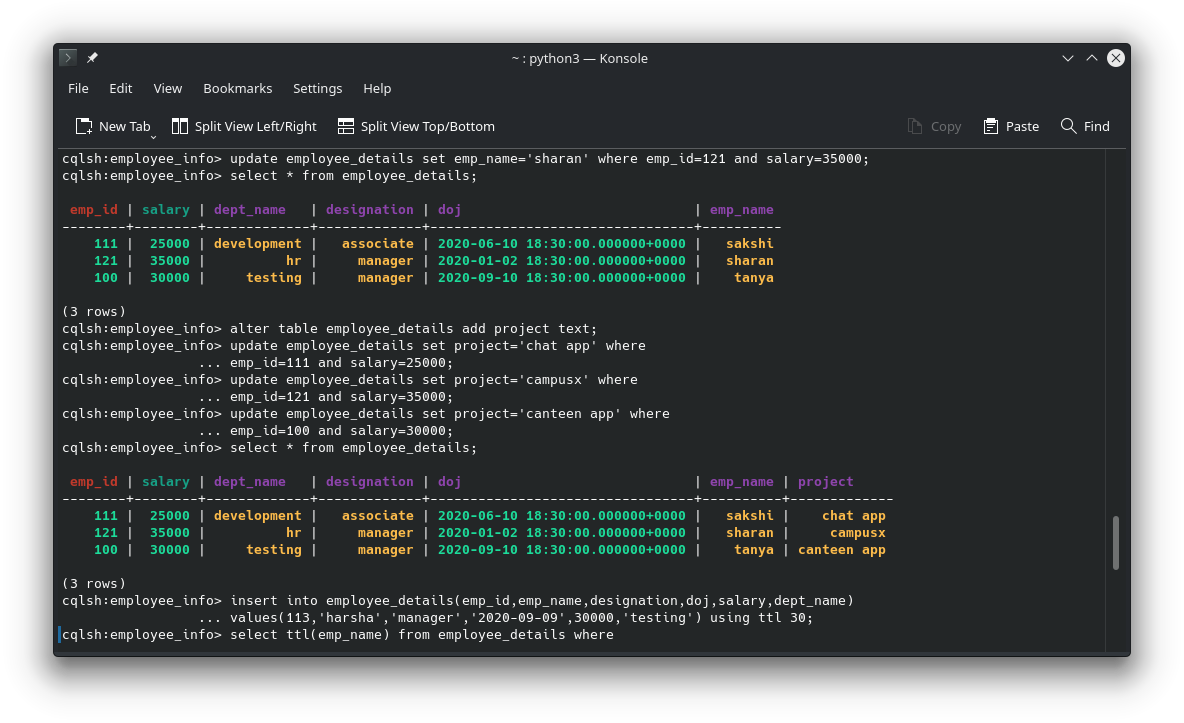 ~ : python3 — Konsole
File Edit View Bookmarks Settings Help
New Tab Split View Left/Right Split View Top/Bottom Copy Paste Find
cqlsh:employee_info> update employee_details set emp_name='sharan' where emp_id=121 and salary=35000;
cqlsh:employee_info> select * from employee_details;
 emp_id | salary | dept_name   | designation | doj                             | emp_name
--------+--------+-------------+-------------+---------------------------------+----------
    111 |  25000 | development |   associate | 2020-06-10 18:30:00.000000+0000 |   sakshi
    121 |  35000 |          hr |     manager | 2020-01-02 18:30:00.000000+0000 |   sharan
    100 |  30000 |     testing |     manager | 2020-09-10 18:30:00.000000+0000 |    tanya
(3 rows)
cqlsh:employee_info> alter table employee_details add project text;
cqlsh:employee_info> update employee_details set project='chat app' where
                 ... emp_id=111 and salary=25000;
cqlsh:employee_info> update employee_details set project='campusx' where
                 ... emp_id=121 and salary=35000;
cqlsh:employee_info> update employee_details set project='canteen app' where
                 ... emp_id=100 and salary=30000;
cqlsh:employee_info> select * from employee_details;
 emp_id | salary | dept_name   | designation | doj                             | emp_name | project
--------+--------+-------------+-------------+---------------------------------+----------+-------------
    111 |  25000 | development |   associate | 2020-06-10 18:30:00.000000+0000 |   sakshi |    chat app
    121 |  35000 |          hr |     manager | 2020-01-02 18:30:00.000000+0000 |   sharan |     campusx
    100 |  30000 |     testing |     manager | 2020-09-10 18:30:00.000000+0000 |    tanya | canteen app
(3 rows)
cqlsh:employee_info> insert into employee_details(emp_id,emp_name,designation,doj,salary,dept_name)
                 ... values(113,'harsha','manager','2020-09-09',30000,'testing') using ttl 30;
cqlsh:employee_info> select ttl(emp_name) from employee_details where